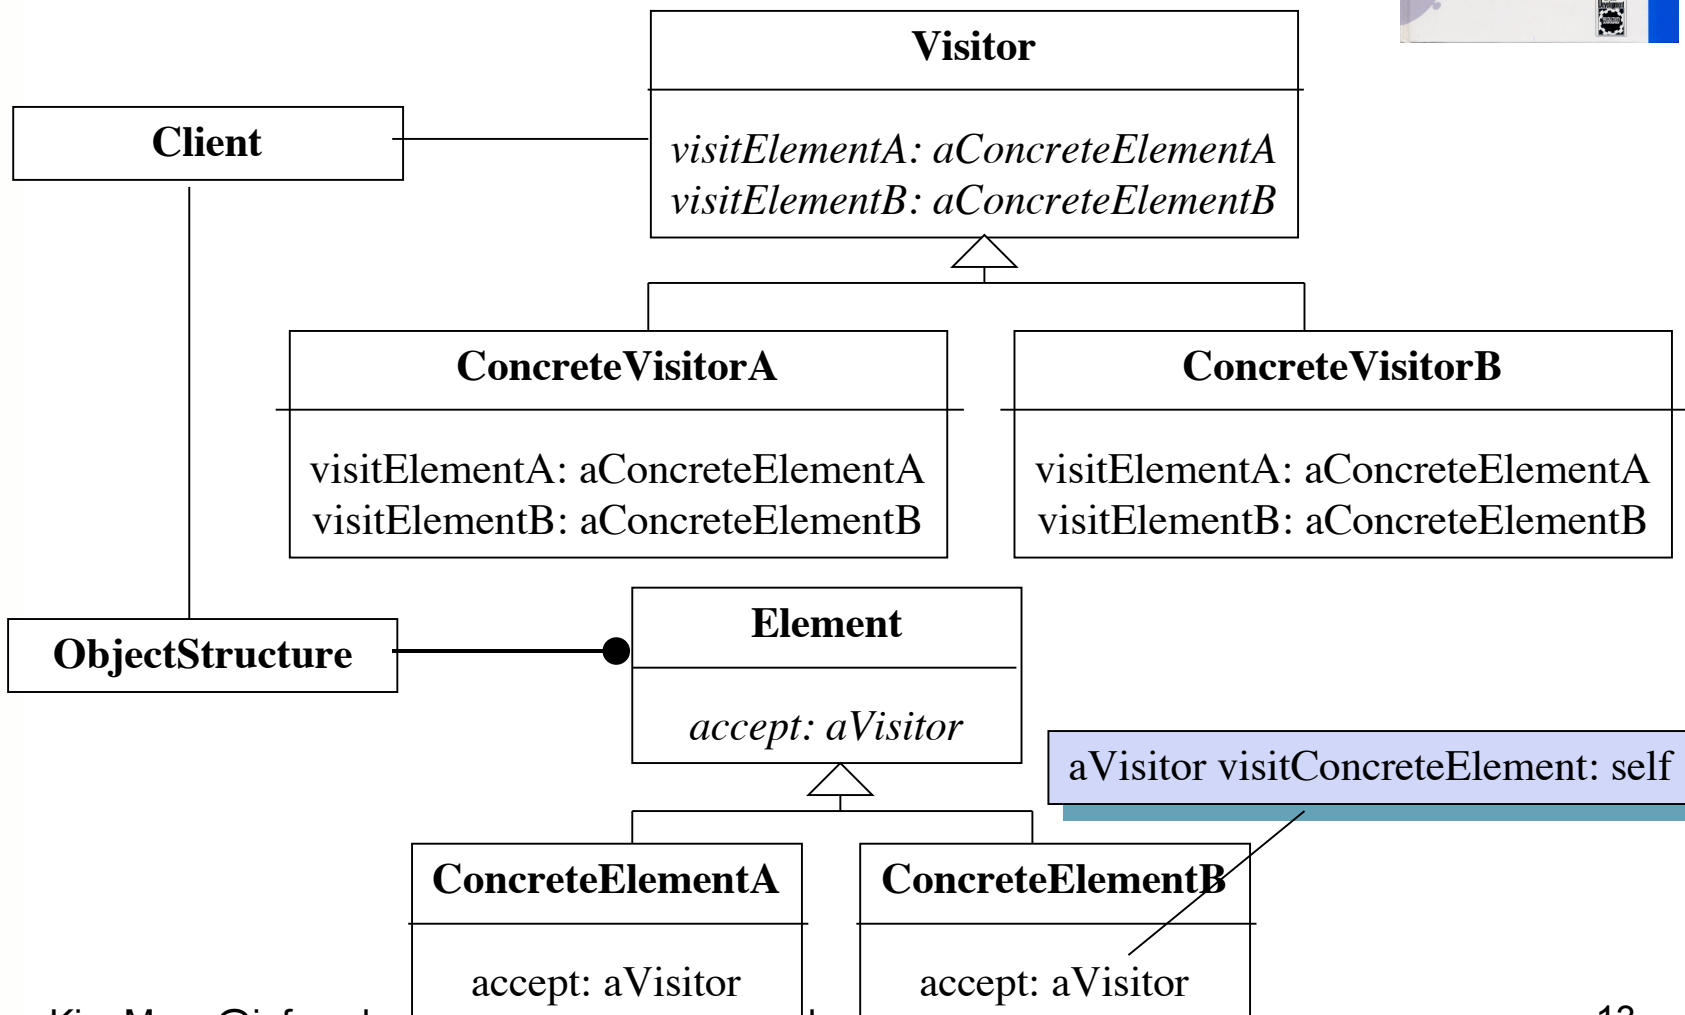 Visitor
Client
visitElementA: aConcreteElementA
visitElementB: aConcreteElementB
ConcreteVisitorA
ConcreteVisitorB
visitElementA: aConcreteElementA
visitElementB: aConcreteElementB
visitElementA: aConcreteElementA
visitElementB: aConcreteElementB
Element
ObjectStructure
accept: aVisitor
aVisitor visitConcreteElement: self
ConcreteElementA
ConcreteElementB
accept: aVisitor
accept: aVisitor